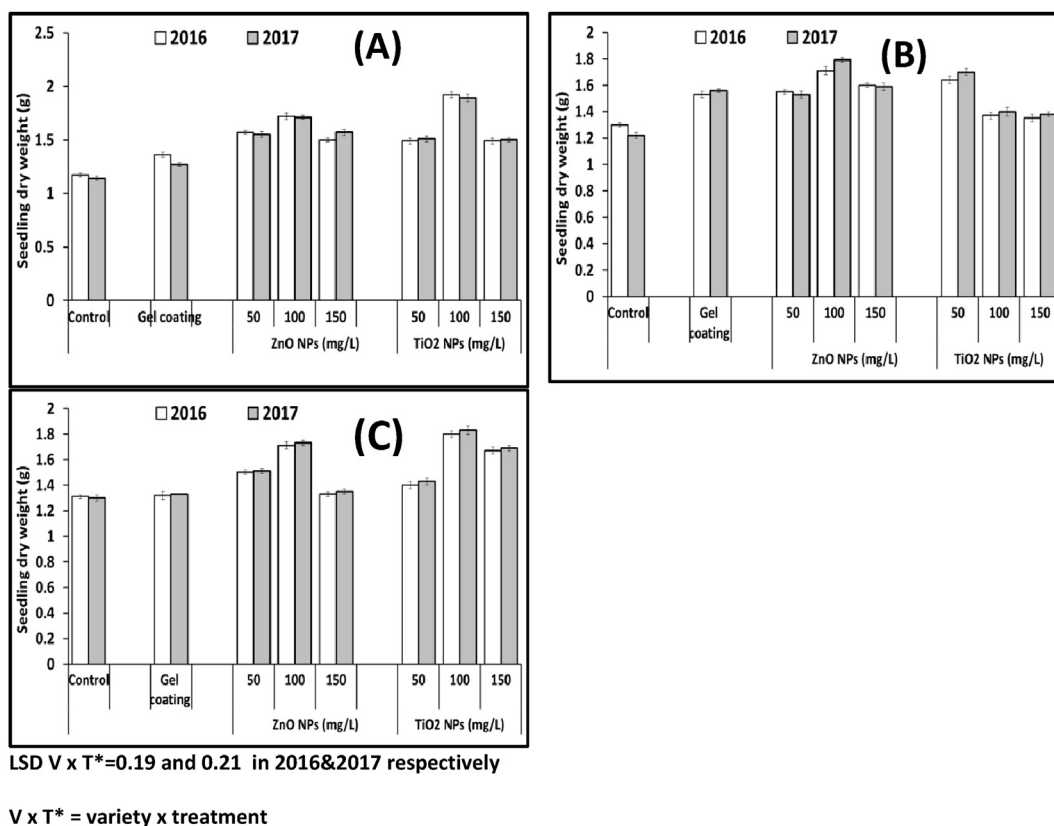 (A)
2016 2017
Seedling dry weight (g)
2.5
2
1.5
1
0.5
0
Control Gel coating 50 100 150 50 100 150
ZnO NPs (mg/L) TiO2 NPs (mg/L)
(B)
2016 2017
Seedling dry weight (g)
2
1.8
1.6
1.4
1.2
1
0.8
0.6
0.4
0.2
0
Control Gel 50 100 150 50 100 150
coating
ZnO NPs (mg/L) TiO2 NPs (mg/L)
(C)
2016 2017
Seedling dry weight (g)
2
1.8
1.6
1.4
1.2
1
0.8
0.6
0.4
0.2
0
Control Gel 50 100 150 50 100 150
coating
ZnO NPs (mg/L) TiO2 NPs (mg/L)
LSD V x T*=0.19 and 0.21 in 2016&2017 respectively
V x T* = variety x treatment